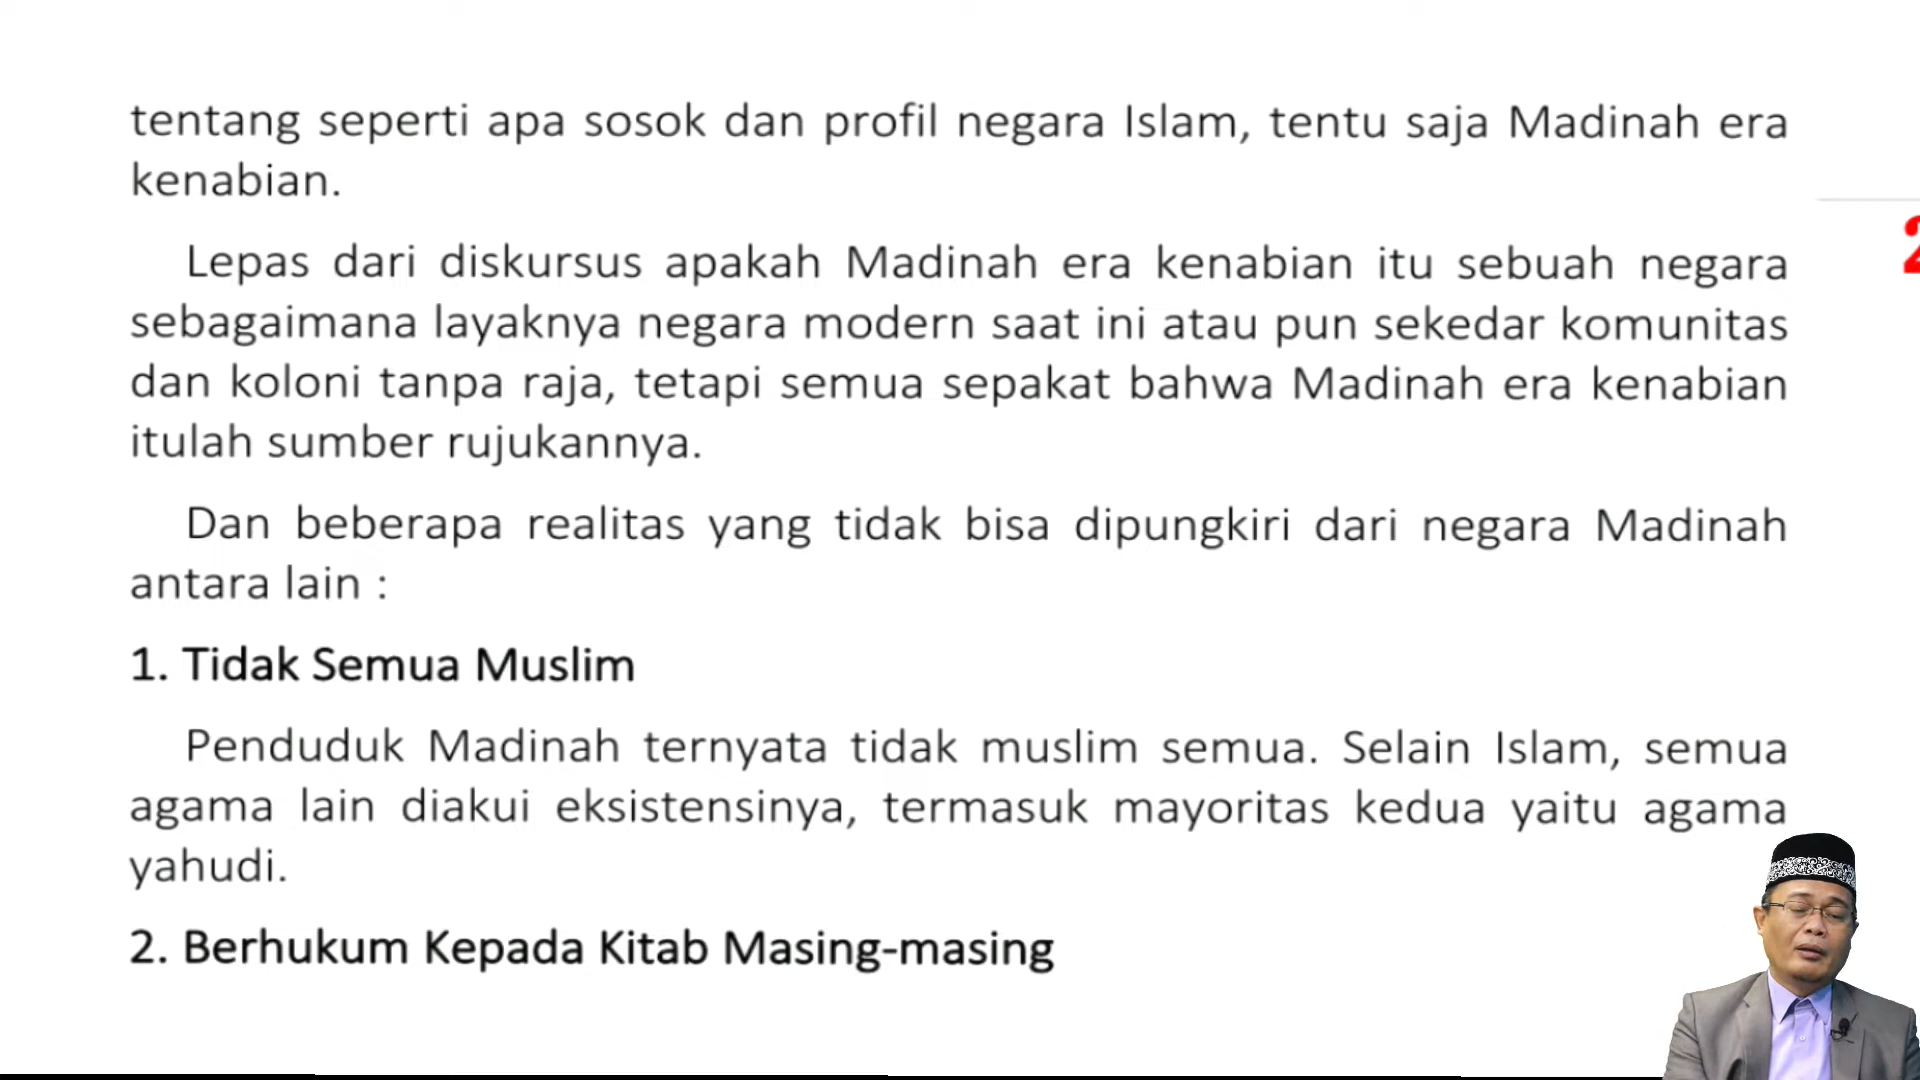 tentang seperti apa sosok dan profil negara Islam, tentu saja Madinah era
kenabian.
Lepas dari diskursus apakah Madinah era kenabian itu sebuah negara
sebagaimana layaknya negara modern saat ini atau pun sekedar komunitas
dan koloni tanpa raja, tetapi semua sepakat bahwa Madinah era kenabian
itulah sumber rujukannya.
Dan beberapa realitas yang tidak bisa dipungkiri dari negara Madinah
antara lain :
1. Tidak Semua Muslim
Penduduk Madinah ternyata tidak muslim semua. Selain Islam, semua
agama lain diakui eksistensinya, termasuk mayoritas kedua yaitu agama
yahudi.
2. Berhukum Kepada Kitab Masing-masing